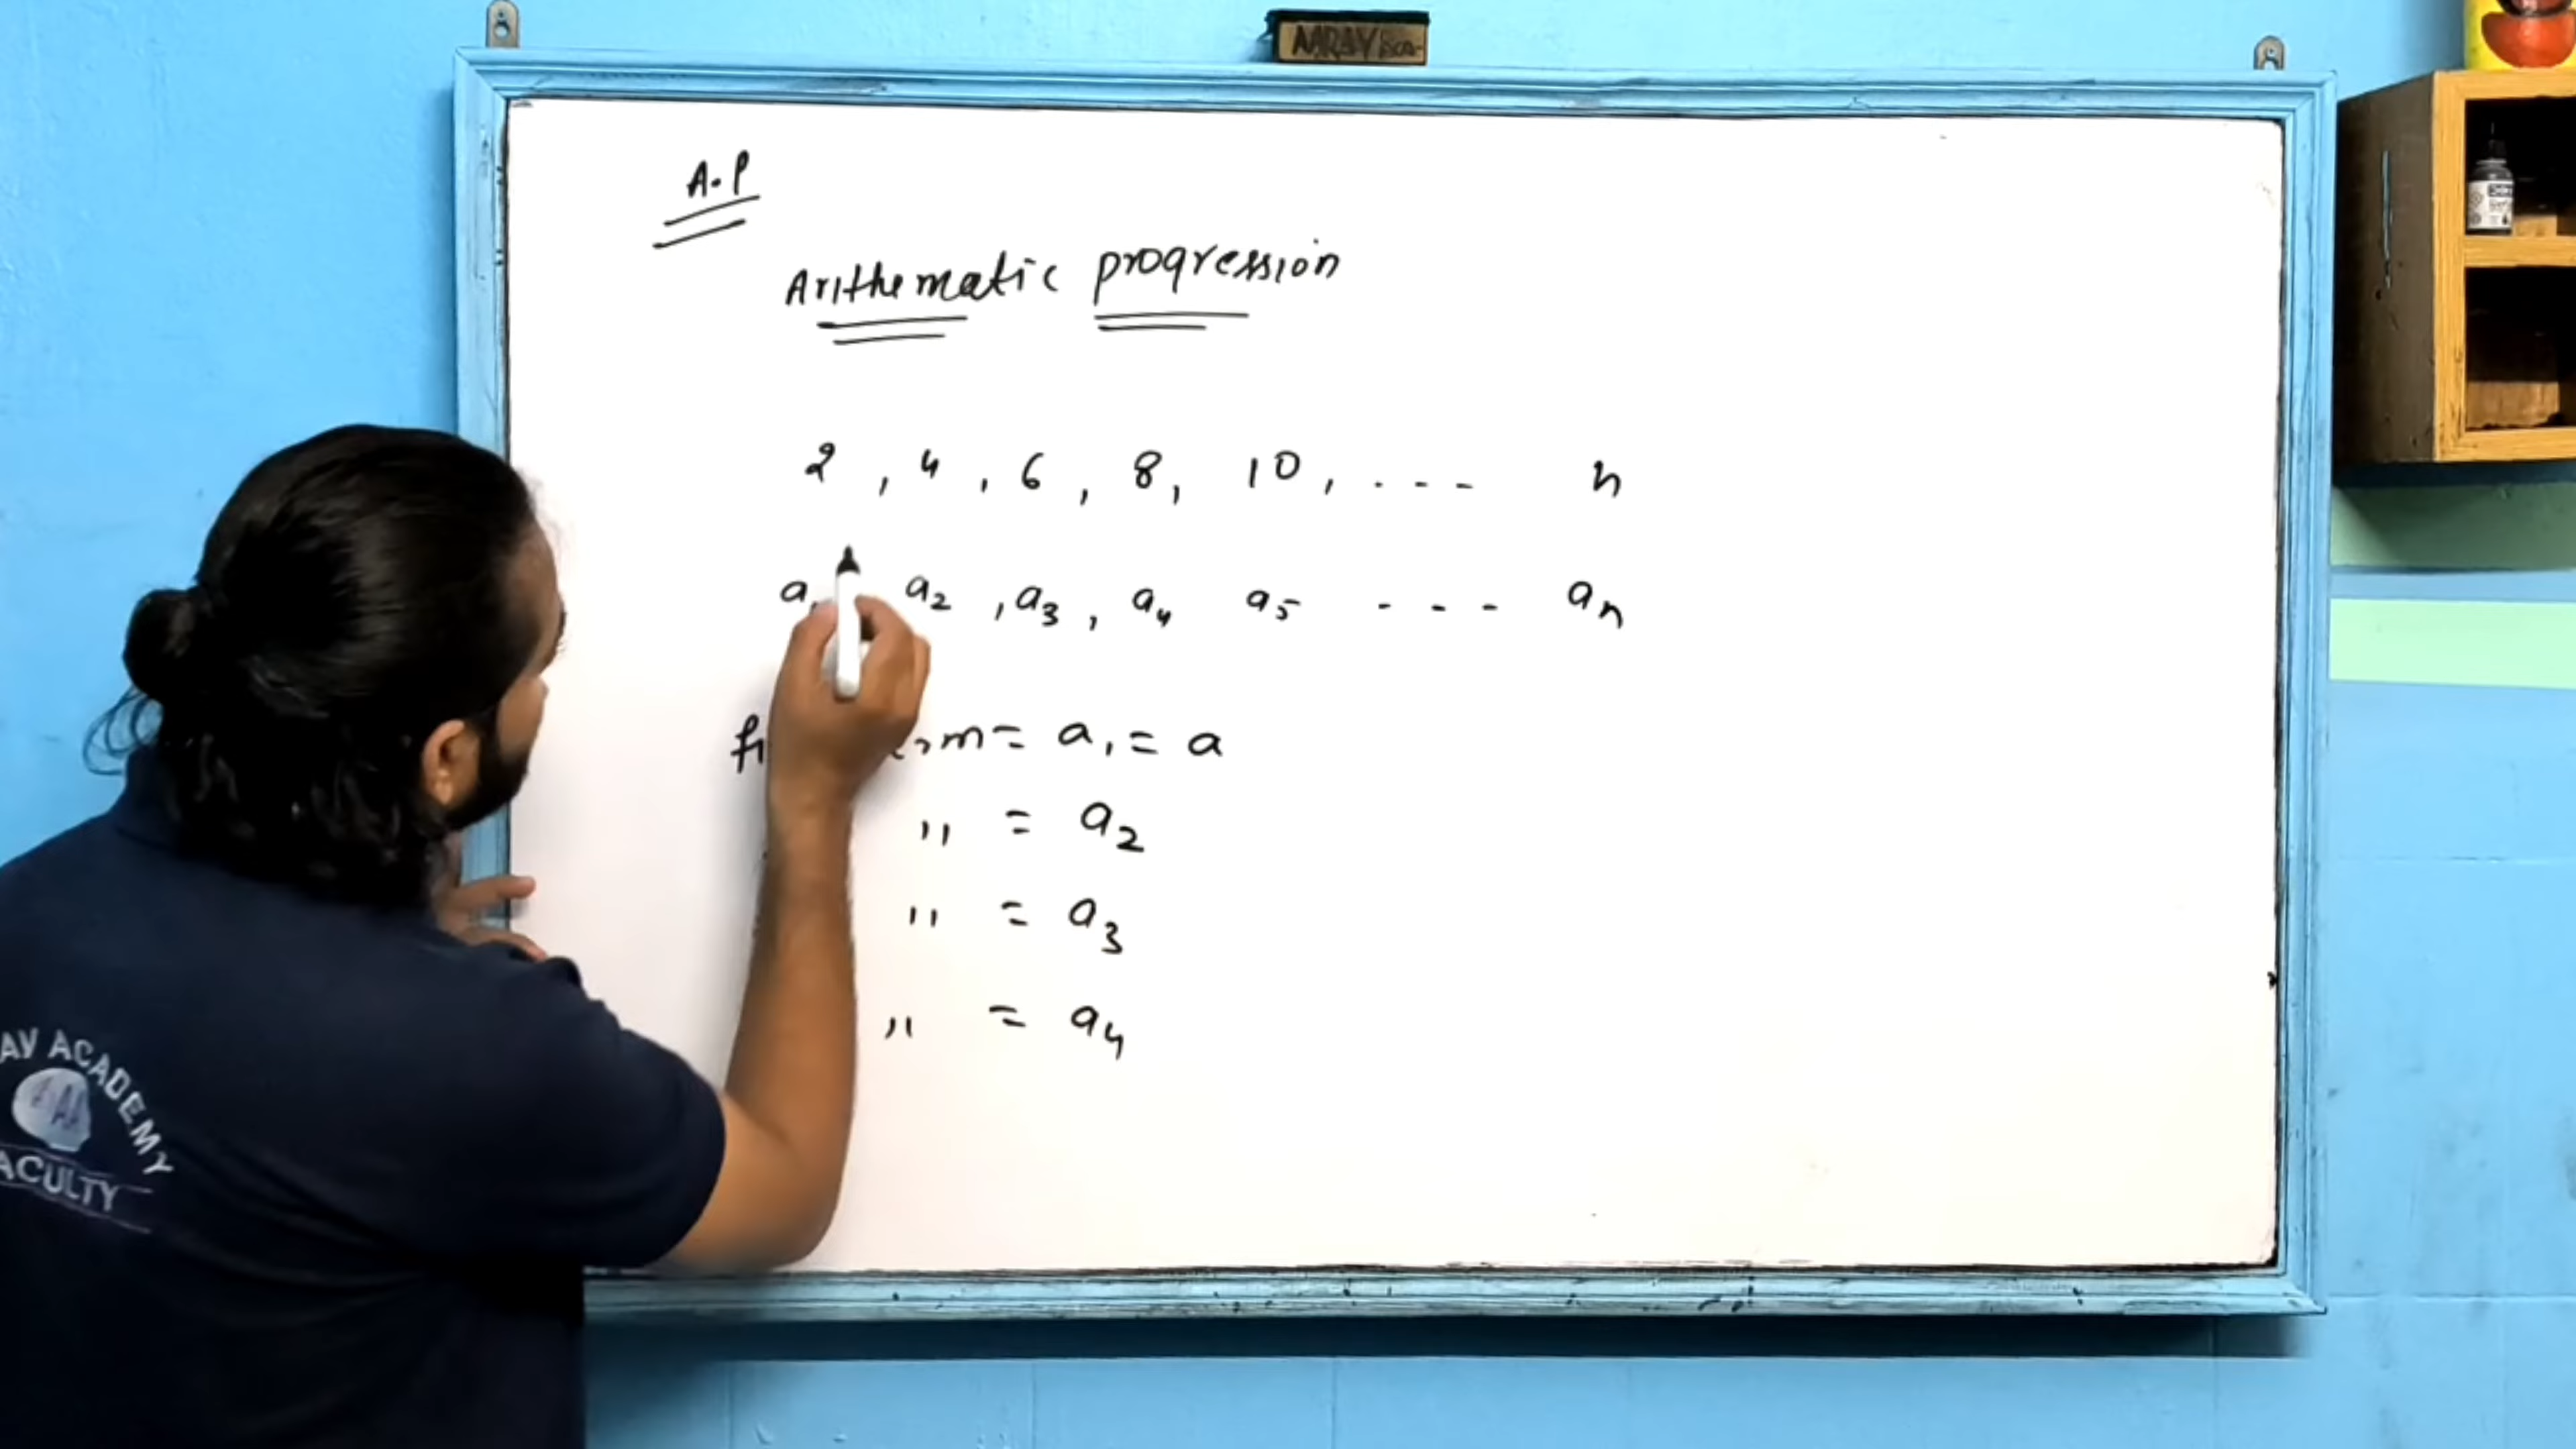 AARAV
A.P
Arithematic progression
2 , 4 , 6 , 8 , 10 , . - - - n
a, a2 , a3 , a4 a5 - - - - an
= a1 = a
" = a2
" = a3
" = a4
AV ACADEMY
AA
ACULTY